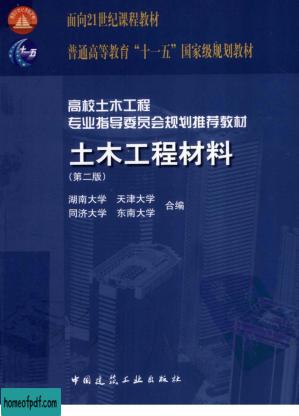 面向21世纪课程教材
普通高等教育“十一五”国家级规划教材
十一五
高校土木工程
专业指导委员会规划推荐教材
土木工程材料
(第二版)
湖南大学 天津大学
同济大学 东南大学 合编
中国建筑工业出版社
homeofpdf.com